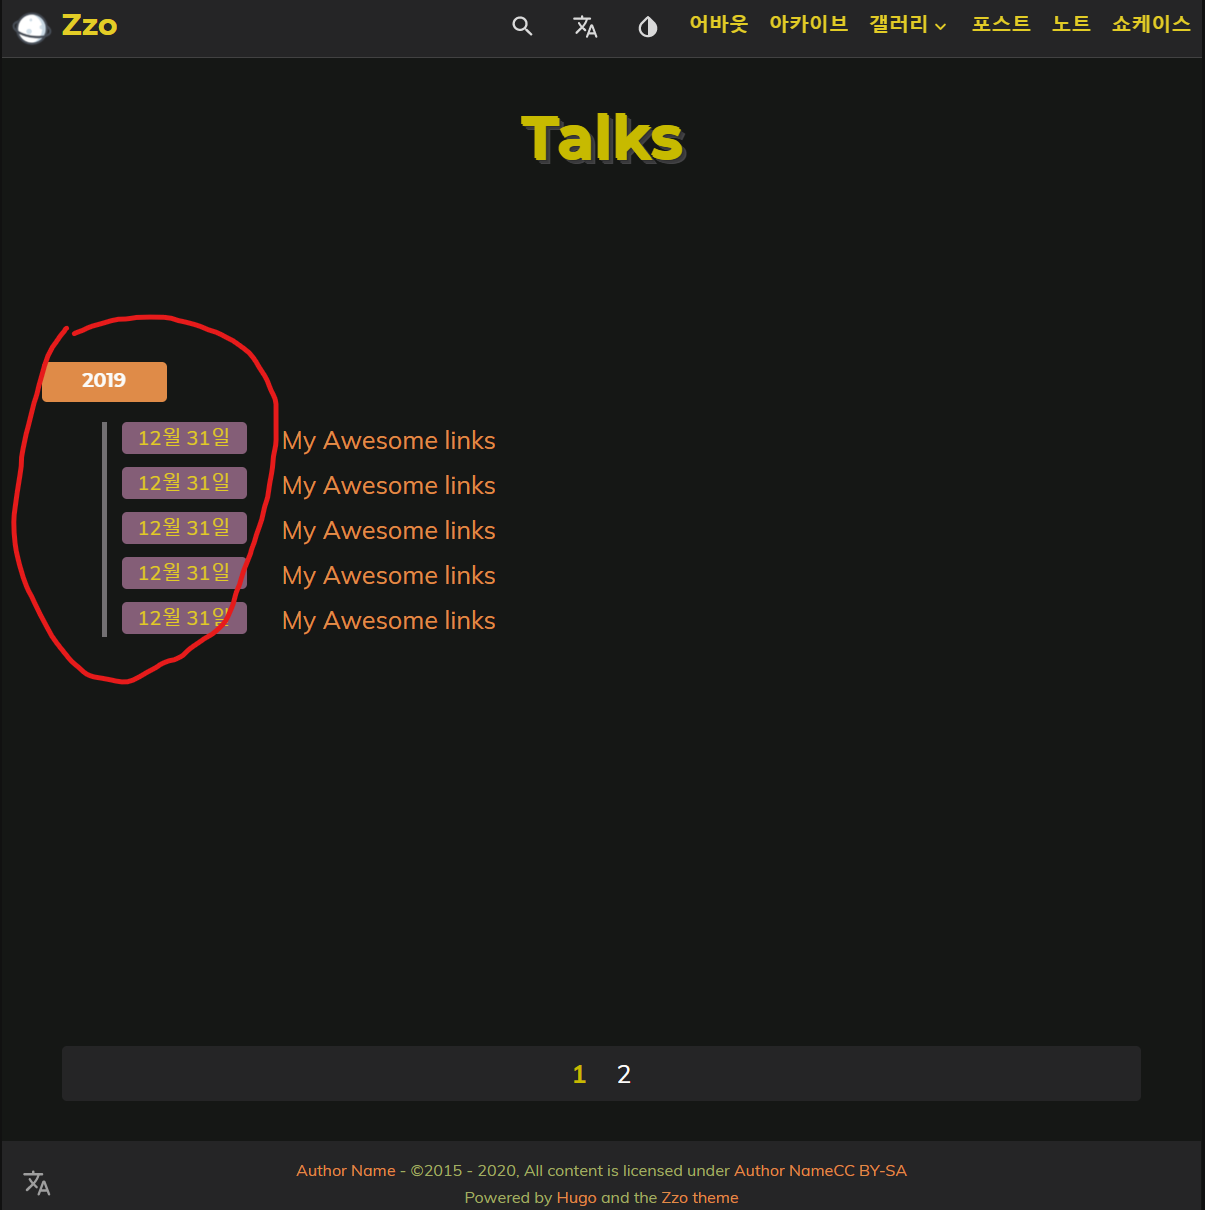 Zzo 어바웃 아카이브 갤러리 포스트 노트 쇼케이스
Talks
2019
12월 31일 My Awesome links
12월 31일 My Awesome links
12월 31일 My Awesome links
12월 31일 My Awesome links
12월 31일 My Awesome links
1 2
Author Name - ©2015 - 2020, All content is licensed under Author NameCC BY-SA
Powered by Hugo and the Zzo theme